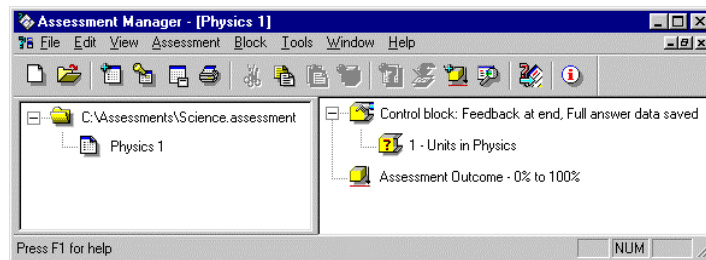 Assessment Manager - [Physics 1]
File Edit View Assessment Block Tools Window Help
C:\Assessments\Science.assessment
Physics 1
Control block: Feedback at end, Full answer data saved
1 - Units in Physics
Assessment Outcome - 0% to 100%
Press F1 for help
NUM